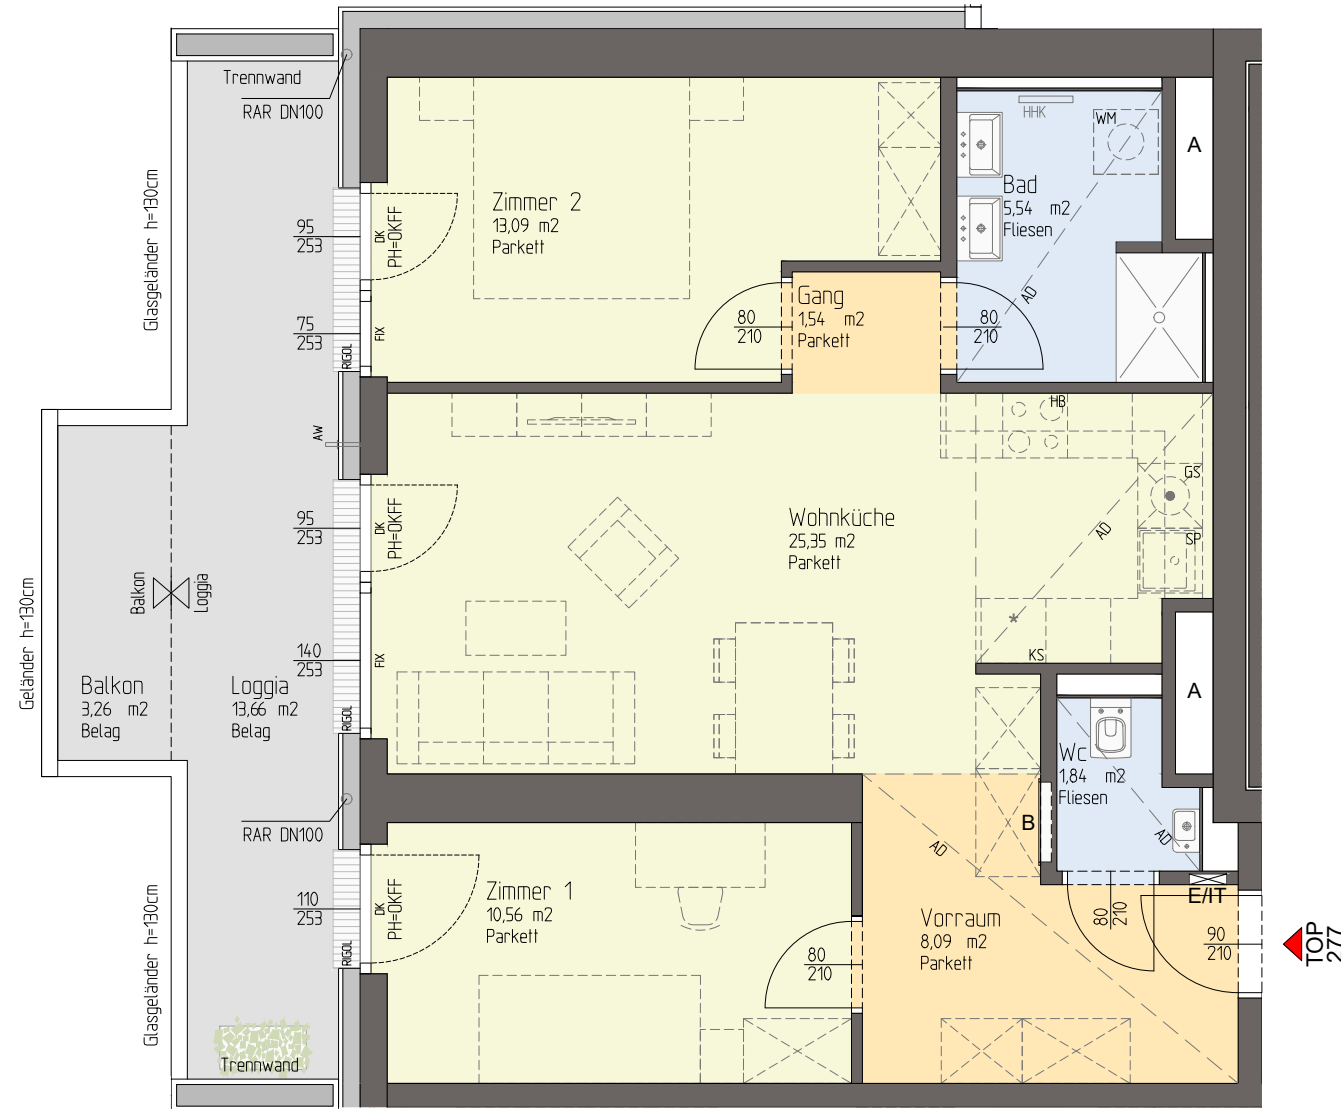 Trennwand
RAR DN100
Glasgeländer h=130cm
95
253
DK
PH=OKFF
75
253
FIX
RIGOL
Zimmer 2
13,09 m2
Parkett
HHK
WM
A
Bad
5,54 m2
Fliesen
AD
Gang
1,54 m2
Parkett
80
210
80
210
AW
HB
GS
SP
AD
KS
95
253
DK
PH=OKFF
Wohnküche
25,35 m2
Parkett
Geländer h=130cm
Balkon
Loggia
140
253
FIX
RIGOL
Balkon
3,26 m2
Belag
Loggia
13,66 m2
Belag
A
Wc
1,84 m2
Fliesen
AD
B
AD
E/IT
RAR DN100
Glasgeländer h=130cm
110
253
DK
PH=OKFF
RIGOL
Zimmer 1
10,56 m2
Parkett
80
210
Vorraum
8,09 m2
Parkett
80
210
90
210
TOP
277
Trennwand